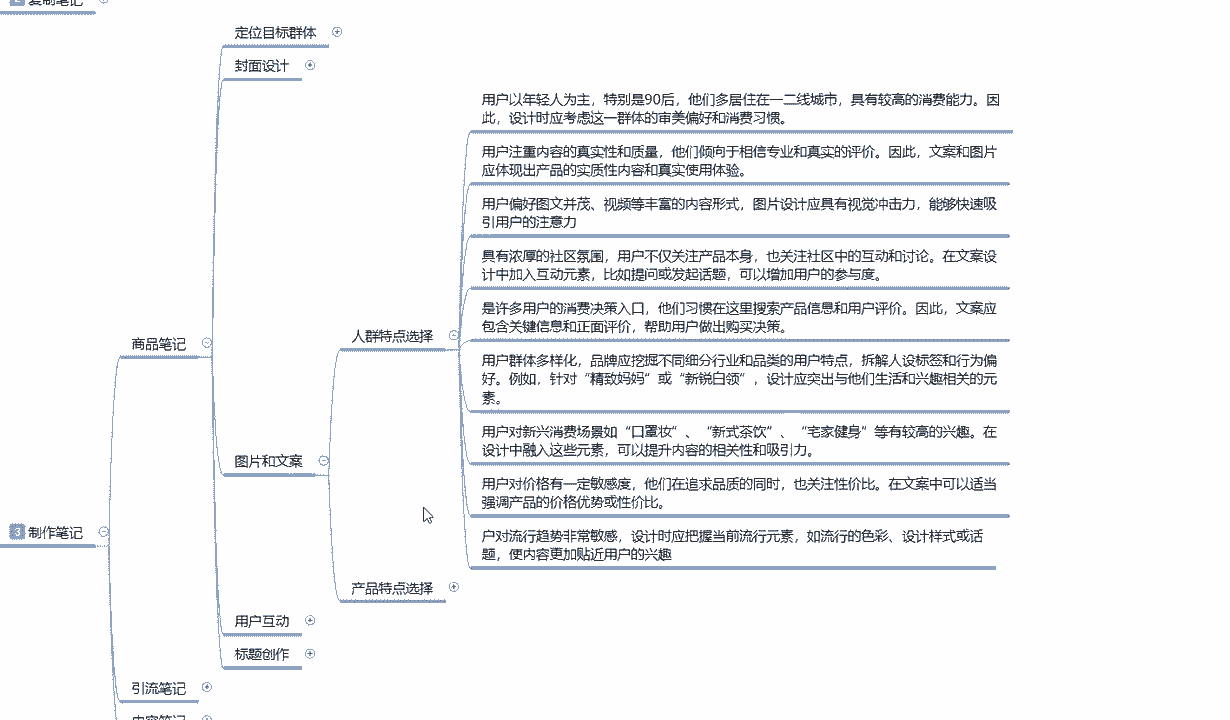 2 复制笔记
定位目标群体
封面设计
用户以年轻人为主，特别是90后，他们多居住在一二线城市，具有较高的消费能力。因
此，设计时应考虑这一群体的审美偏好和消费习惯。
用户注重内容的真实性和质量，他们倾向于相信专业和真实的评价。因此，文案和图片
应体现出产品的实质性内容和真实使用体验。
用户偏好图文并茂、视频等丰富的内容形式，图片设计应具有视觉冲击力，能够快速吸
引用户的注意力
具有浓厚的社区氛围，用户不仅关注产品本身，也关注社区中的互动和讨论。在文案设
计中加入互动元素，比如提问或发起话题，可以增加用户的参与度。
是许多用户的消费决策入口，他们习惯在这里搜索产品信息和用户评价。因此，文案应
包含关键信息和正面评价，帮助用户做出购买决策。
商品笔记
人群特点选择
用户群体多样化，品牌应挖掘不同细分行业和品类的用户特点，拆解人设标签和行为偏
好。例如，针对“精致妈妈”或“新锐白领”，设计应突出与他们生活和兴趣相关的元
素。
用户对新兴消费场景如“口罩妆”、“新式茶饮”、“宅家健身”等有较高的兴趣。在
设计中融入这些元素，可以提升内容的相关性和吸引力。
图片和文案
用户对价格有一定敏感度，他们在追求品质的同时，也关注性价比。在文案中可以适当
强调产品的价格优势或性价比。
3 制作笔记
户对流行趋势非常敏感，设计时应把握当前流行元素，如流行的色彩、设计样式或话
题，使内容更加贴近用户的兴趣
产品特点选择
用户互动
标题创作
引流笔记
内容笔记